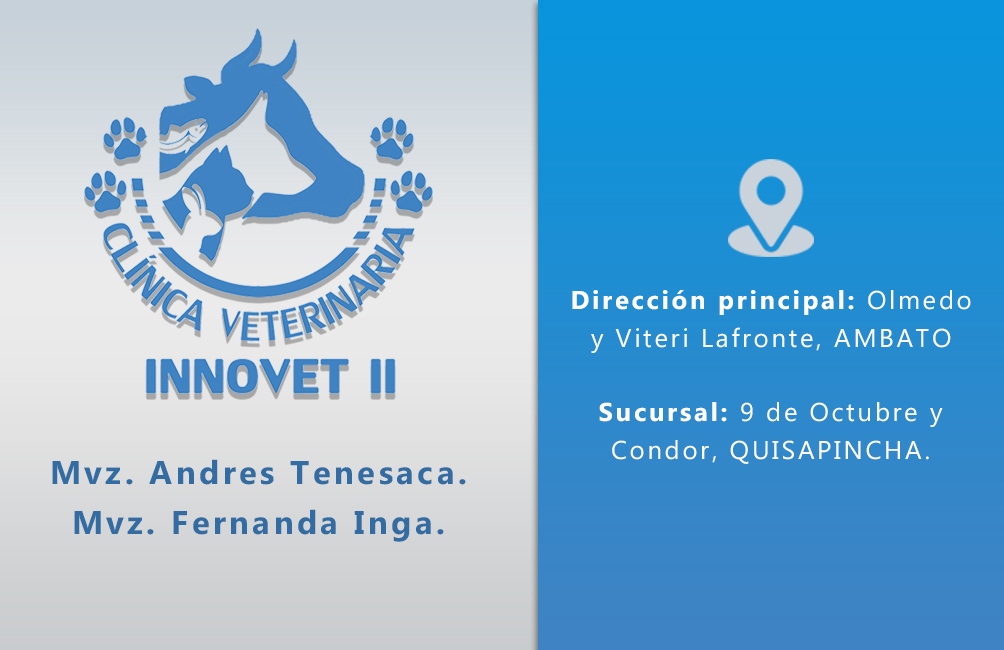 CLÍNICA VETERINARIA
INNOVET II
Mvz. Andres Tenesaca.
Mvz. Fernanda Inga.
Dirección principal: Olmedo
y Viteri Lafronte, AMBATO
Sucursal: 9 de Octubre y
Condor, QUISAPINCHA.